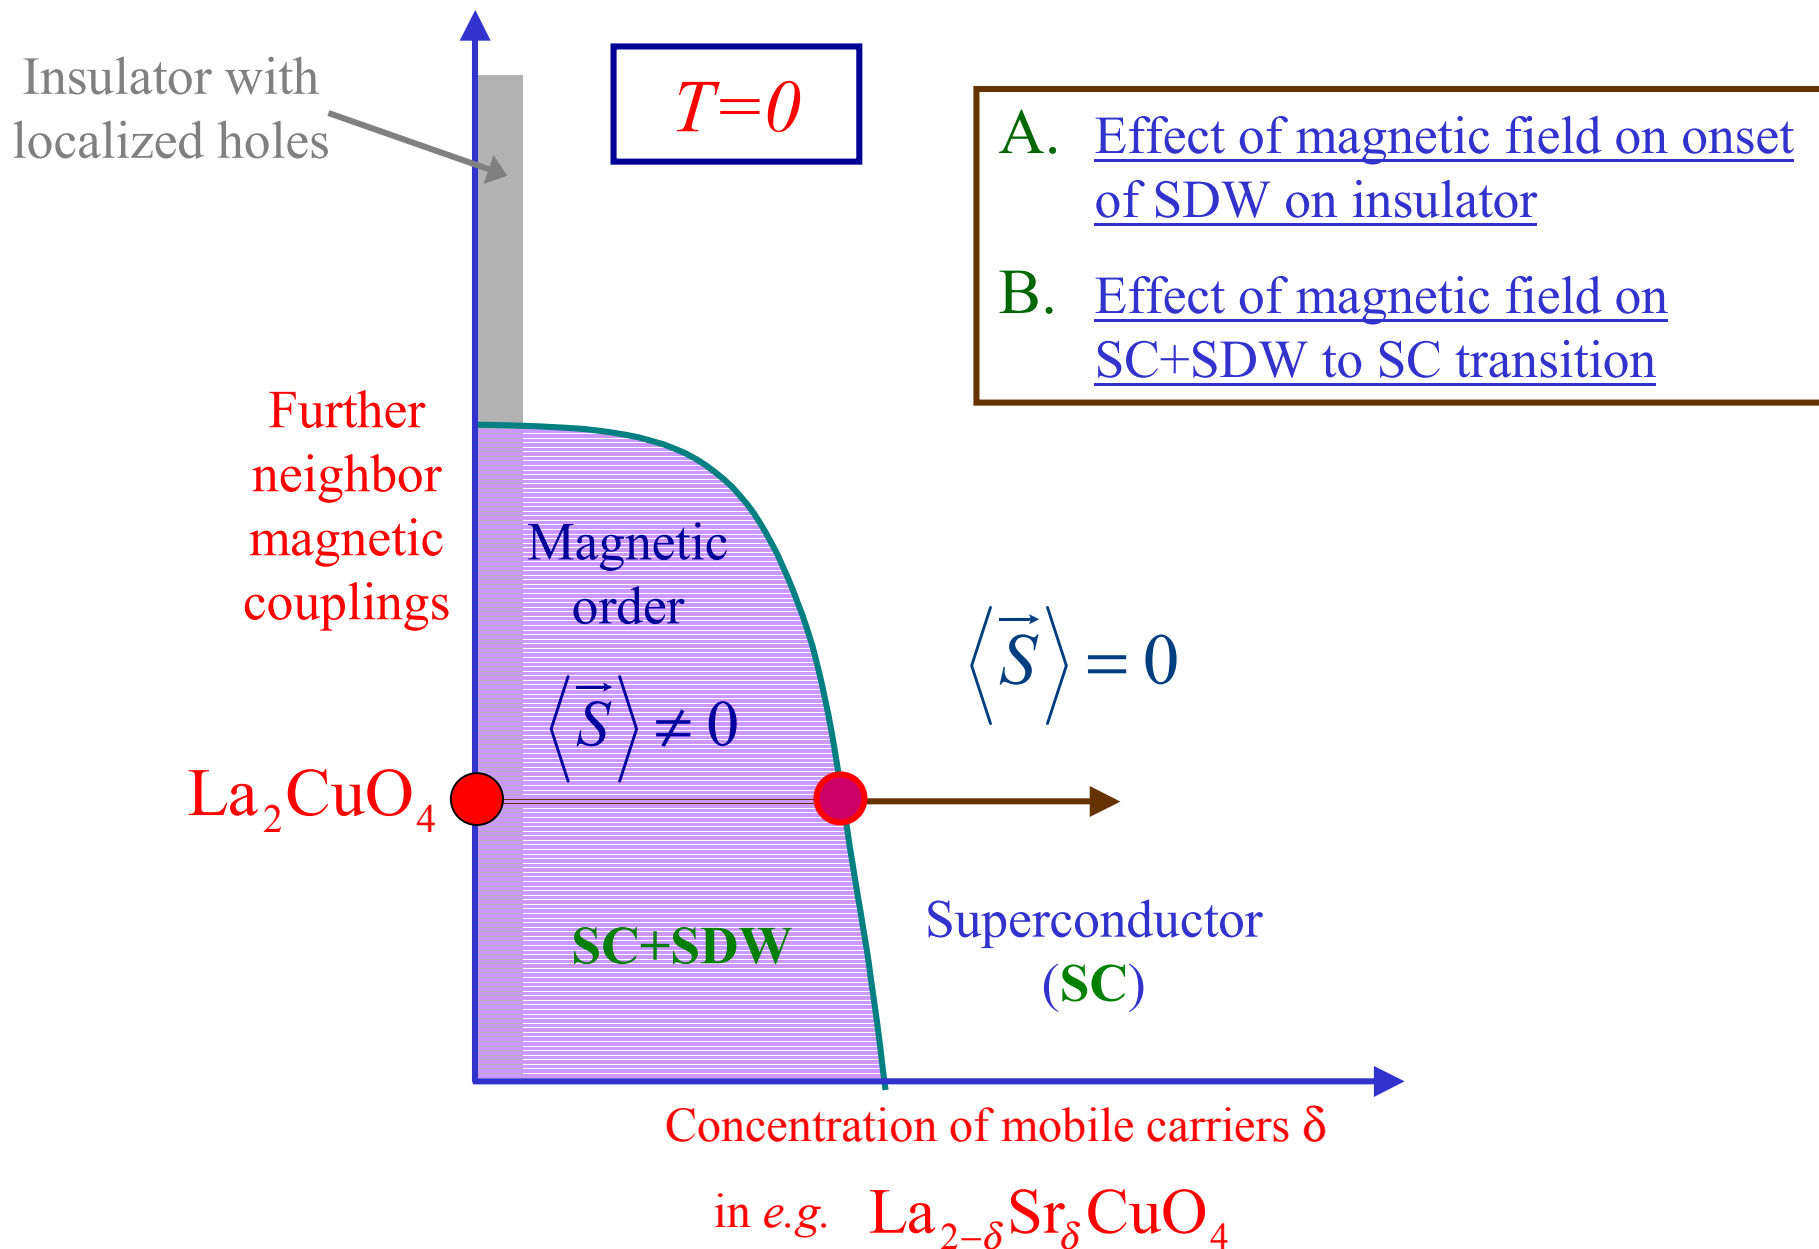 Insulator with
localized holes
T=0
A. Effect of magnetic field on onset
of SDW on insulator
B. Effect of magnetic field on
SC+SDW to SC transition
Further
neighbor
magnetic
couplings
Magnetic
order
⟨S⃗⟩ ≠ 0
⟨S⃗⟩ = 0
La₂CuO₄
SC+SDW
Superconductor
(SC)
Concentration of mobile carriers δ
in e.g. La₂₋δSrδCuO₄